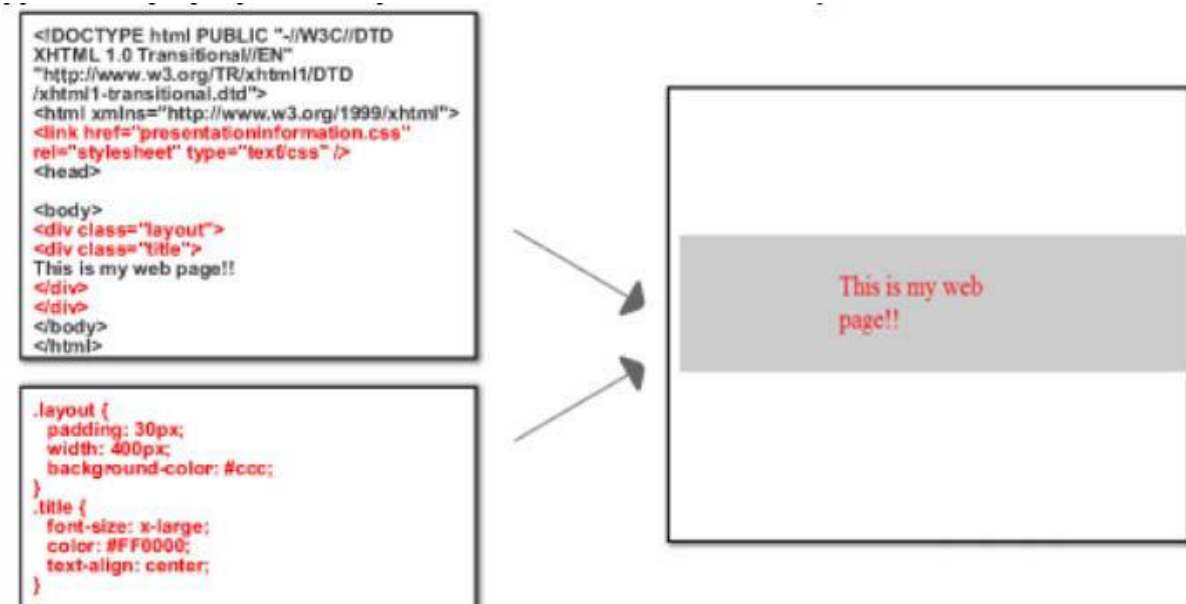 <!DOCTYPE html PUBLIC "-//W3C//DTD
XHTML 1.0 Transitional//EN"
"http://www.w3.org/TR/xhtml1/DTD
/xhtml1-transitional.dtd">
<html xmlns="http://www.w3.org/1999/xhtml">
<link href="presentationinformation.css"
rel="stylesheet" type="text/css" />
<head>
<body>
<div class="layout">
<div class="title">
This is my web page!!
</div>
</div>
</body>
</html>
.layout {
padding: 30px;
width: 400px;
background-color: #ccc;
}
.title {
font-size: x-large;
color: #FF0000;
text-align: center;
}
This is my web
page!!